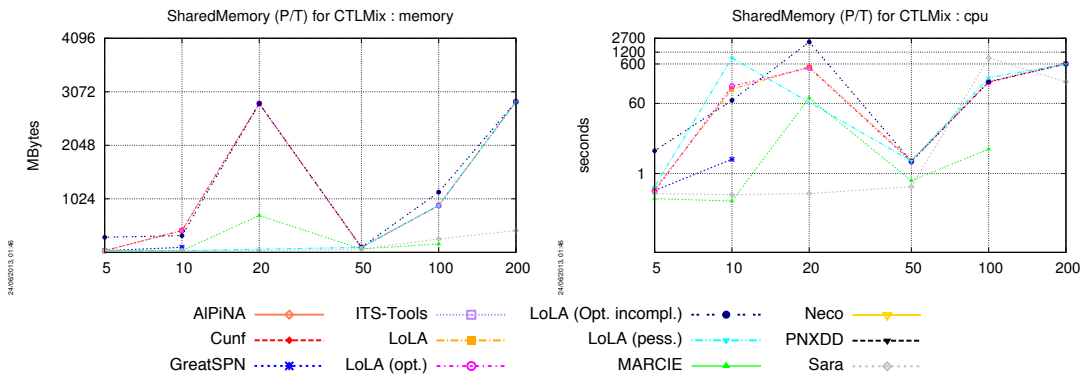 SharedMemory (P/T) for CTLMix : memory
4096
3072
2048
1024
MBytes
5 10 20 50 100 200
24/06/2013, 01:46
SharedMemory (P/T) for CTLMix : cpu
2700
1200
600
60
1
seconds
5 10 20 50 100 200
24/06/2013, 01:46
AlPiNA ITS-Tools LoLA (Opt. incompl.) Neco
Cunf LoLA LoLA (pess.) PNXDD
GreatSPN LoLA (opt.) MARCIE Sara